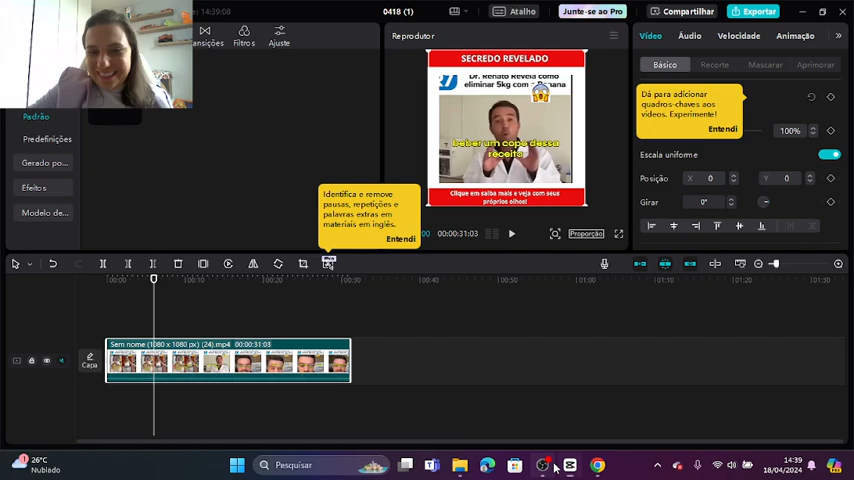 Mídia: 14:39:08
0418 (1)
Atalho
Junte-se ao Pro
Compartilhar
Exportar
Filtros
Ajuste
Padrão
Predefinições
Gerado po...
Efeitos
Modelo de...
Reprodutor
SECREDO REVELADO
Dr. Renato Revela como
eliminar 5kg com a Banana
Beber um copo dessa
receita
Clique em saiba mais e veja com seus
próprios olhos!
00:00:31:03
Proporção
Vídeo
Áudio
Velocidade
Animação
Básico
Recorte
Mascarar
Aprimorar
Dá para adicionar
quadros-chaves aos
vídeos. Experimente!
Entendi
100%
Escala uniforme
Posição
X
0
Y
0
Girar
0°
Identifica e remove
pausas, repetições e
palavras extras em
materiais em inglês.
Entendi
Pro
00:00
00:10
00:20
00:30
00:40
00:50
01:00
01:10
01:20
01:30
Capa
Sem nome (1080 x 1080 px) (24).mp4 00:00:31:03
26°C
Nublado
Pesquisar
14:39
18/04/2024